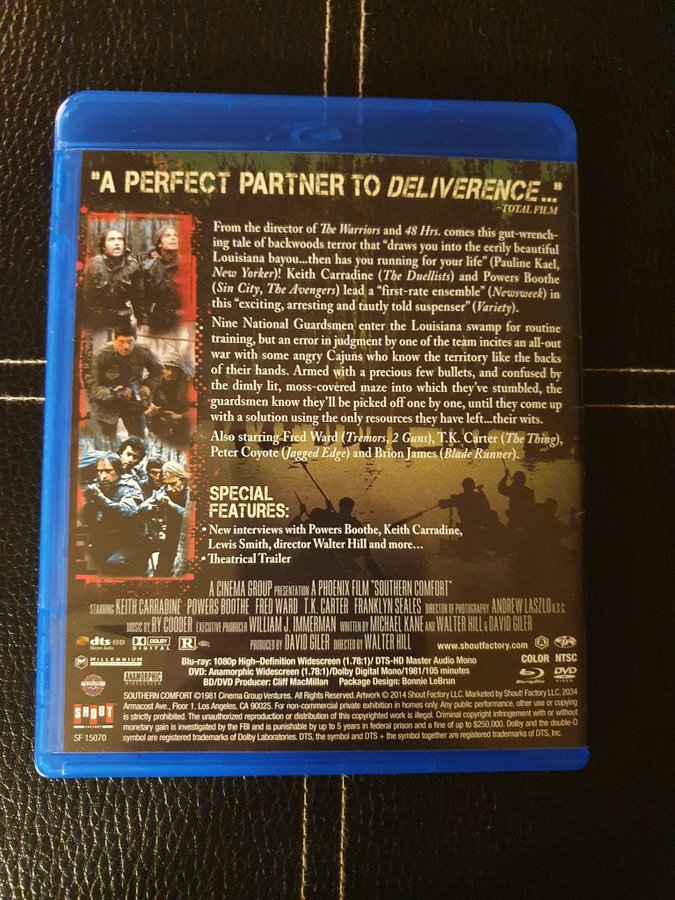 "A PERFECT PARTNER TO DELIVERENCE..."
-TOTAL FILM
From the director of The Warriors and 48 Hrs. comes this gut-wrench-
ing tale of backwoods terror that "draws you into the eerily beautiful
Louisiana bayou...then has you running for your life" (Pauline Kael,
New Yorker)! Keith Carradine (The Duellists) and Powers Boothe
(Sin City, The Avengers) lead a "first-rate ensemble" (Newsweek) in
this "exciting, arresting and tautly told suspenser" (Variety).
Nine National Guardsmen enter the Louisiana swamp for routine
training, but an error in judgment by one of the team incites an all-out
war with some angry Cajuns who know the territory like the backs
of their hands. Armed with a precious few bullets, and confused by
the dimly lit, moss-covered maze into which they've stumbled, the
guardsmen know they'll be picked off one by one, until they come up
with a solution using the only resources they have left...their wits.
Also starring Fred Ward (Tremors, 2 Guns), T.K. Carter (The Thing),
Peter Coyote (Jagged Edge) and Brion James (Blade Runner).
SPECIAL
FEATURES:
• New interviews with Powers Boothe, Keith Carradine,
Lewis Smith, director Walter Hill and more...
• Theatrical Trailer
A CINEMA GROUP PRESENTATION A PHOENIX FILM "SOUTHERN COMFORT"
STARRING KEITH CARRADINE POWERS BOOTHE FRED WARD T.K. CARTER FRANKLYN SEALES DIRECTOR OF PHOTOGRAPHY ANDREW LASZLO A.S.C.
MUSIC BY RY COODER EXECUTIVE PRODUCER WILLIAM J. IMMERMAN WRITTEN BY MICHAEL KANE AND WALTER HILL & DAVID GILER
PRODUCED BY DAVID GILER DIRECTED BY WALTER HILL
dts-HD DOLBY DIGITAL R www.shoutfactory.com
MILLENNIUM COLOR NTSC
Blu-ray: 1080p High-Definition Widescreen (1.78:1)/ DTS-HD Master Audio Mono
DVD: Anamorphic Widescreen (1.78:1)/Dolby Digital Mono/1981/105 minutes
BD/DVD Producer: Cliff MacMillan Package Design: Bonnie LeBrun
Blu-ray Disc DVD VIDEO
ANAMORPHIC
SOUTHERN COMFORT ©1981 Cinema Group Ventures. All Rights Reserved. Artwork © 2014 Shout! Factory LLC. Marketed by Shout! Factory LLC, 2034
Armacost Ave., Floor 1, Los Angeles, CA 90025. For non-commercial private exhibition in homes only. Any public performance, other use or copying
is strictly prohibited. The unauthorized reproduction or distribution of this copyrighted work is illegal. Criminal copyright infringement with or without
monetary gain is investigated by the FBI and is punishable by up to 5 years in federal prison and a fine of up to $250,000. Dolby and the double-D
symbol are registered trademarks of Dolby Laboratories. DTS, the symbol and DTS + the symbol together are registered trademarks of DTS, Inc.
SHOUT
SF 15070